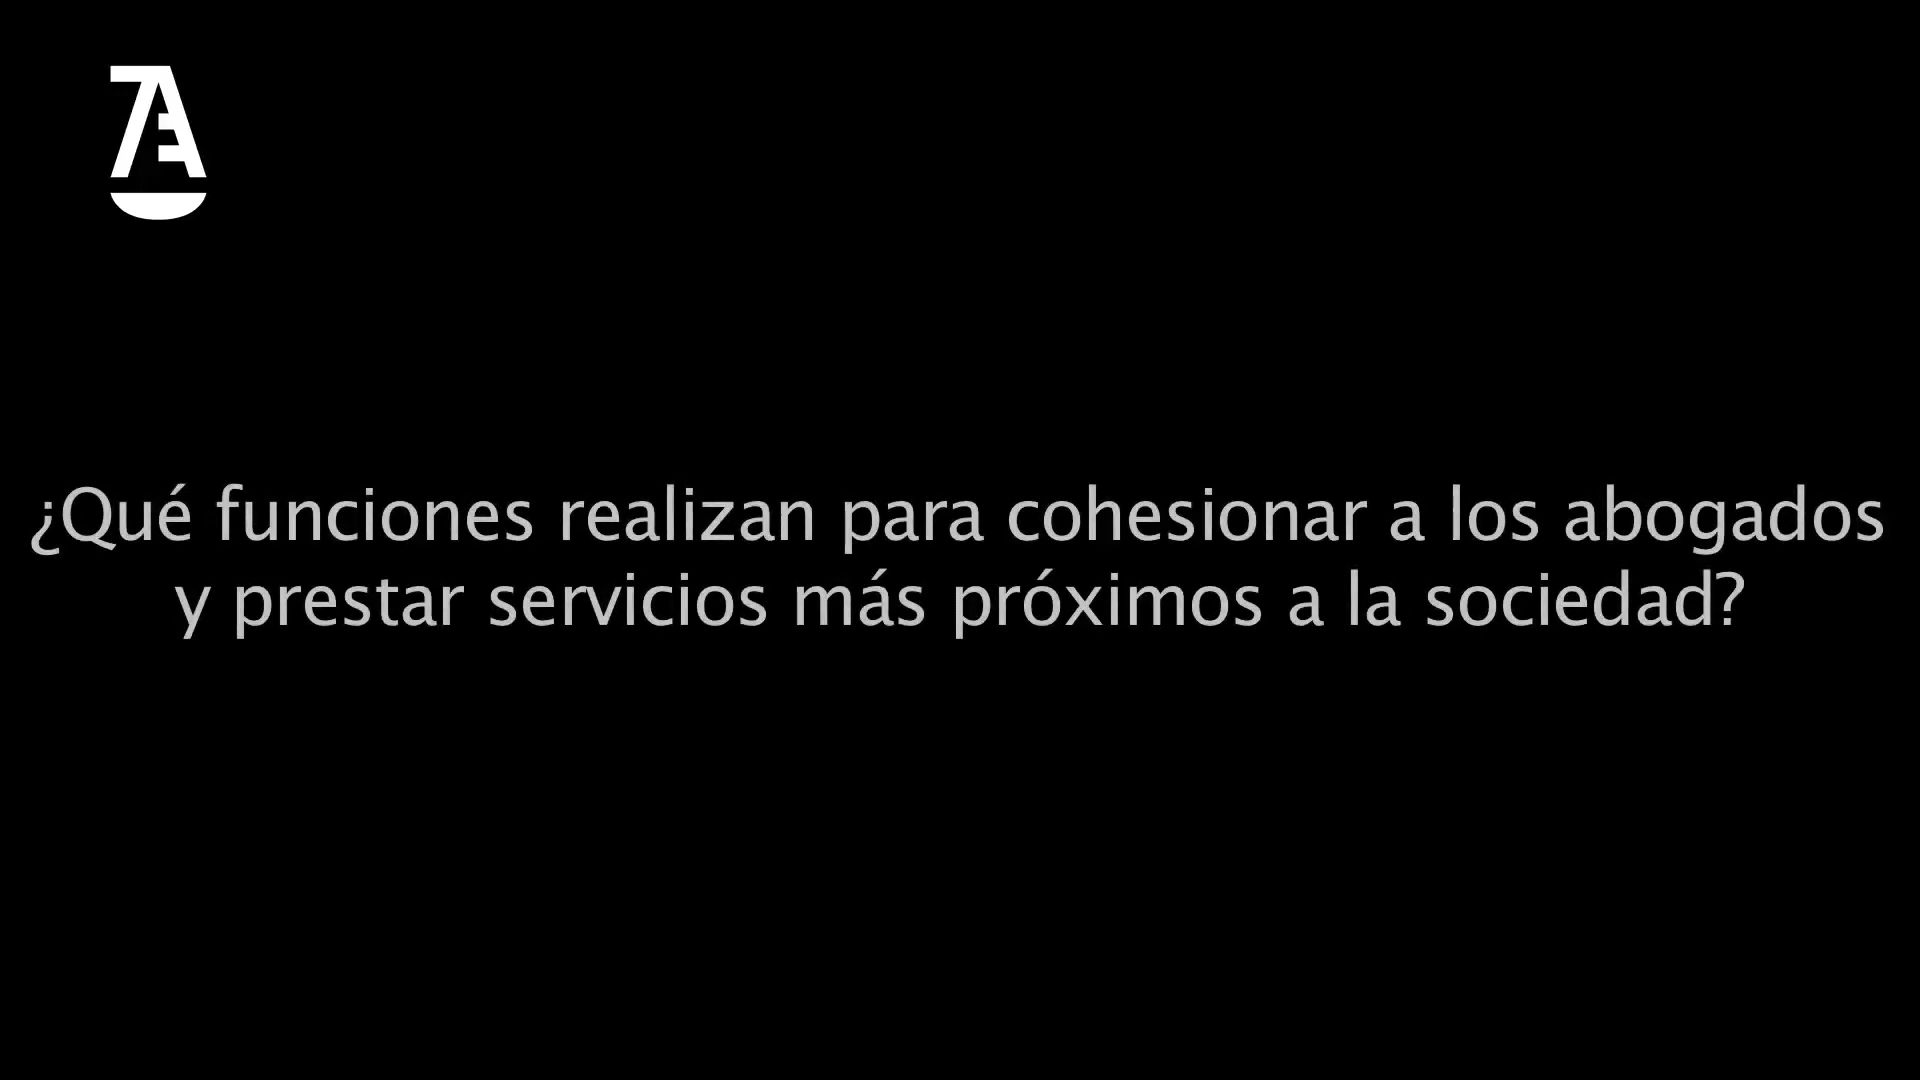 ¿Qué funciones realizan para cohesionar a los abogados
y prestar servicios más próximos a la sociedad?